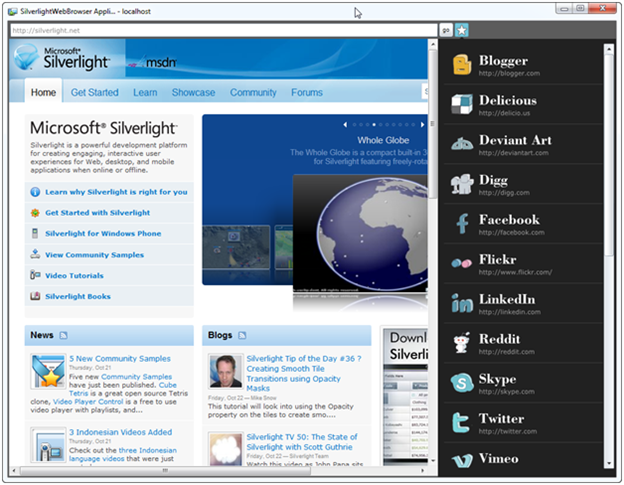 SilverlightWebBrowser Appli... - localhost
http://silverlight.net
go
Microsoft®
Silverlight™
msdn
Home
Get Started
Learn
Showcase
Community
Forums
Microsoft® Silverlight™
Silverlight is a powerful development platform
for creating engaging, interactive user
experiences for Web, desktop, and mobile
applications when online or offline.
Learn why Silverlight is right for you
Get Started with Silverlight
Silverlight for Windows Phone
View Community Samples
Video Tutorials
Silverlight Books
Whole Globe
The Whole Globe is a compact built-in 3
for Silverlight featuring freely-rota
News
5 New Community Samples
Thursday, Oct 21
Five new Community Samples
have just been published. Cube
Tetris is a great open source Tetris
clone, Video Player Control is a free to use
video player with playlists, and....
3 Indonesian Videos Added
Thursday, Oct 21
Check out the three Indonesian
language videos that were just
Blogs
Silverlight Tip of the Day #36 ?
Creating Smooth Tile
Transitions using Opacity
Masks
Friday, Oct 22 — Mike Snow
This tutorial will look into using the Opacity
property on the tiles to create smo....
Silverlight TV 50: The State of
Silverlight with Scott Guthrie
Friday, Oct 22 — Silverlight Team
Watch this video as John Papa sits
Downl
Silverli
Blogger
http://blogger.com
Delicious
http://delicio.us
Deviant Art
http://deviantart.com
Digg
http://digg.com
Facebook
http://facebook.com
Flickr
http://www.flickr.com/
LinkedIn
http://linkedin.com
Reddit
http://reddit.com
Skype
http://skype.com
Twitter
http://twitter.com
Vimeo